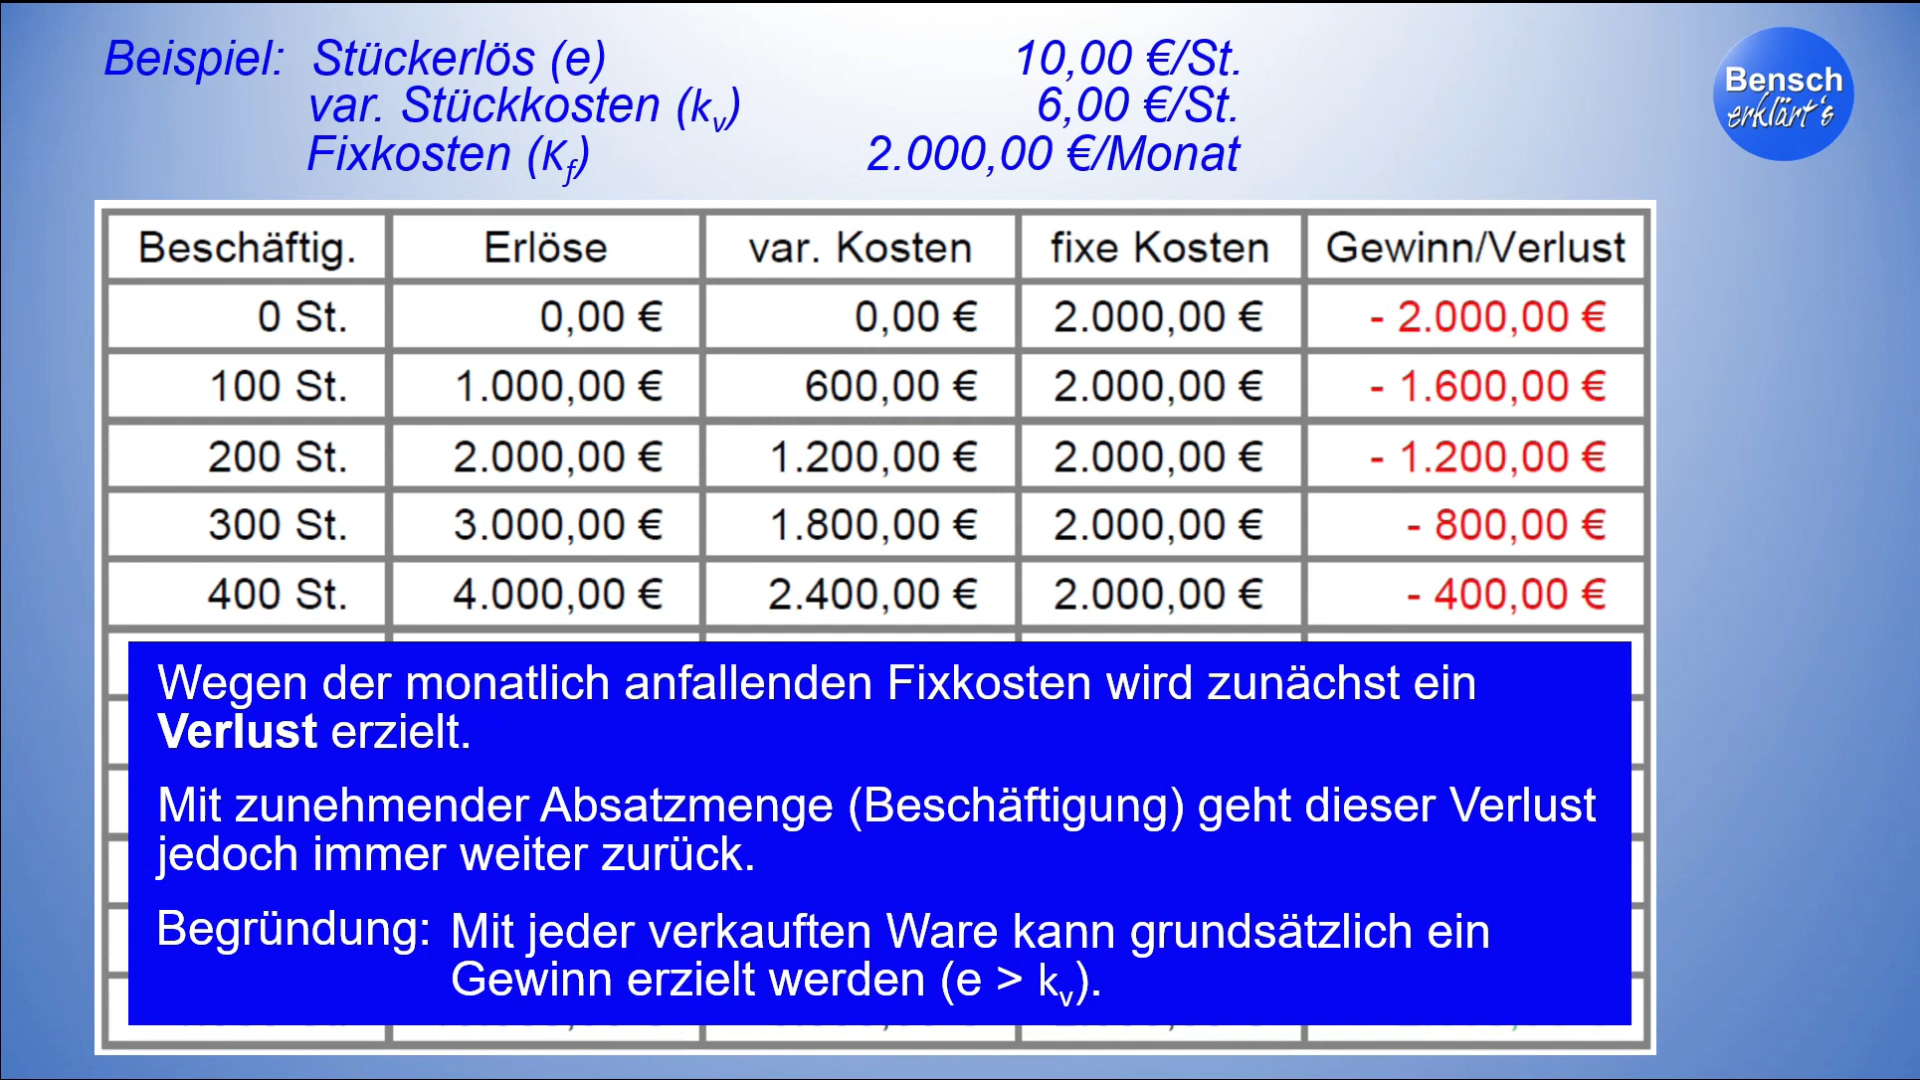 Beispiel: Stückerlös (e) 10,00 €/St.
var. Stückkosten (kv) 6,00 €/St.
Fixkosten (Kf) 2.000,00 €/Monat
Bensch
erklärt's
Beschäftig. Erlöse var. Kosten fixe Kosten Gewinn/Verlust
0 St. 0,00 € 0,00 € 2.000,00 € - 2.000,00 €
100 St. 1.000,00 € 600,00 € 2.000,00 € - 1.600,00 €
200 St. 2.000,00 € 1.200,00 € 2.000,00 € - 1.200,00 €
300 St. 3.000,00 € 1.800,00 € 2.000,00 € - 800,00 €
400 St. 4.000,00 € 2.400,00 € 2.000,00 € - 400,00 €
Wegen der monatlich anfallenden Fixkosten wird zunächst ein
Verlust erzielt.
Mit zunehmender Absatzmenge (Beschäftigung) geht dieser Verlust
jedoch immer weiter zurück.
Begründung: Mit jeder verkauften Ware kann grundsätzlich ein
Gewinn erzielt werden (e > kv).